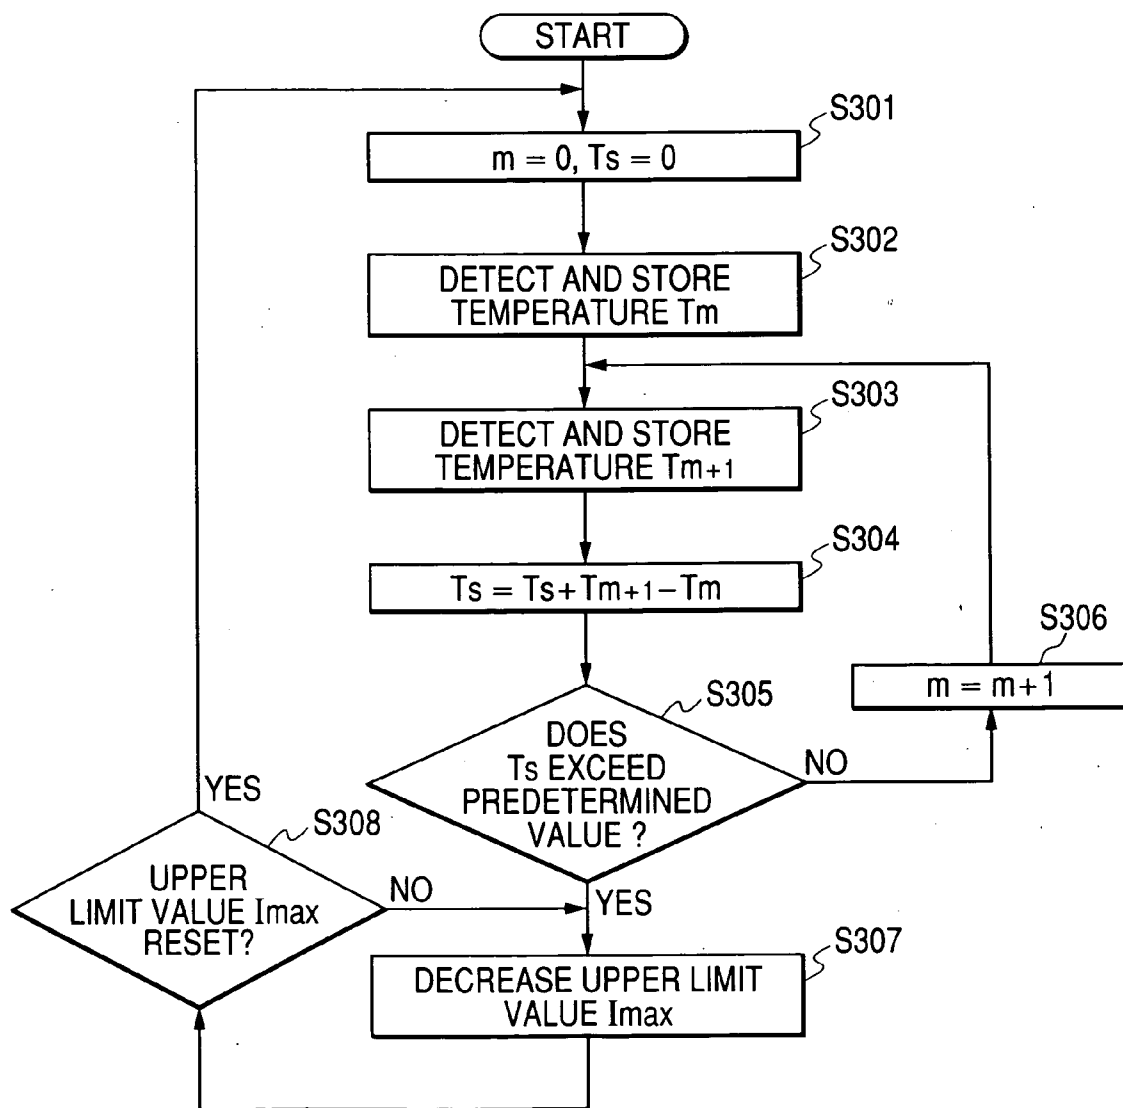 START
S301
m = 0, Ts = 0
S302
DETECT AND STORE
TEMPERATURE Tm
S303
DETECT AND STORE
TEMPERATURE Tm+1
S304
Ts = Ts+Tm+1−Tm
S306
m = m+1
S305
DOES
Ts EXCEED
PREDETERMINED
VALUE ?
NO
YES
S308
UPPER
LIMIT VALUE Imax
RESET?
NO
YES
S307
DECREASE UPPER LIMIT
VALUE Imax